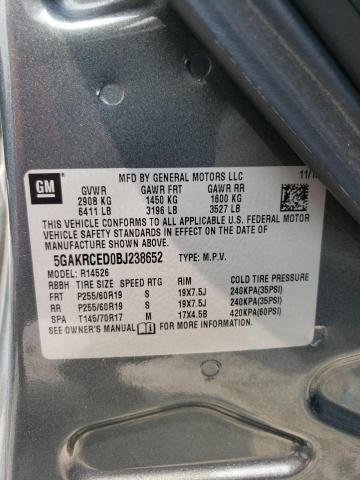 GM
MFD BY GENERAL MOTORS LLC
GVWR GAWR FRT GAWR RR
2908 KG 1450 KG 1600 KG
6411 LB 3196 LB 3527 LB
THIS VEHICLE CONFORMS TO ALL APPLICABLE U.S. FEDERAL MOTOR
VEHICLE SAFETY STANDARDS IN EFFECT ON THE DATE OF
MANUFACTURE SHOWN ABOVE.
5GAKRCED0BJ238652 TYPE: M.P.V.
MODEL: R14526
RBBH TIRE SIZE SPEED RTG RIM COLD TIRE PRESSURE
FRT P255/60R19 S 19X7.5J 240KPA(35PSI)
RR P255/60R19 S 19X7.5J 240KPA(35PSI)
SPA T145/70R17 M 17X4.5B 420KPA(60PSI)
SEE OWNER'S MANUAL FOR MORE INFORMATION.